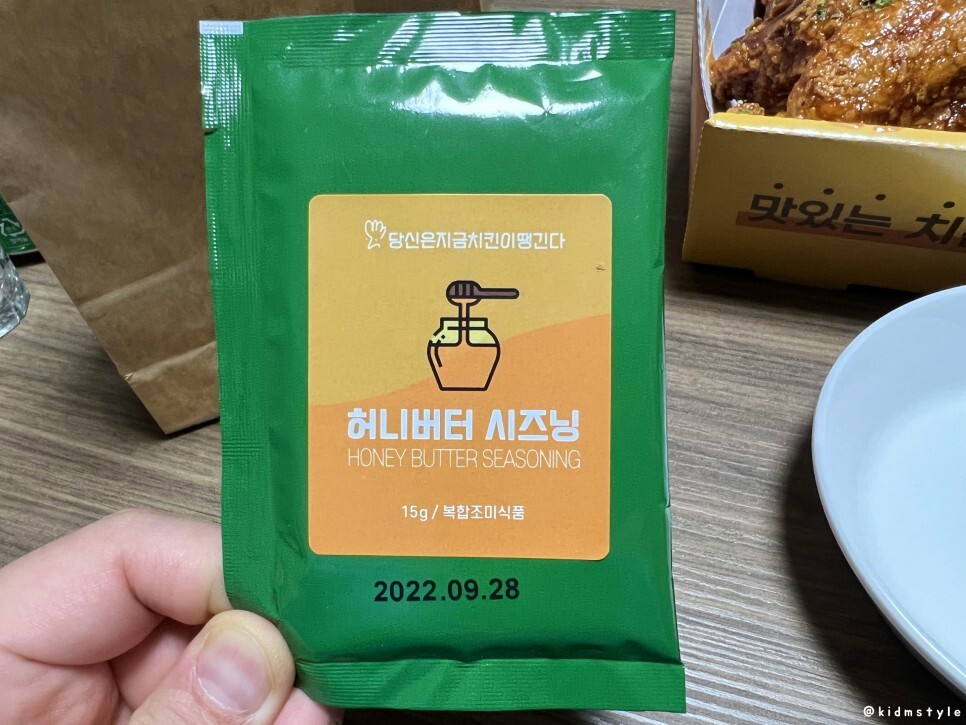 당신은지금치킨이땡긴다
허니버터 시즈닝
HONEY BUTTER SEASONING
15g / 복합조미식품
2022.09.28
맛있는 치
@kidmstyle